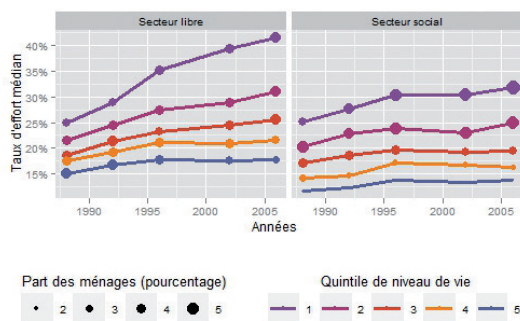 Secteur libre Secteur social
Taux d'effort médian
40%
35%
30%
25%
20%
15%
1990 1995 2000 2005 1990 1995 2000 2005
Années
Part des ménages (pourcentage) Quintile de niveau de vie
2 3 4 5 1 2 3 4 5